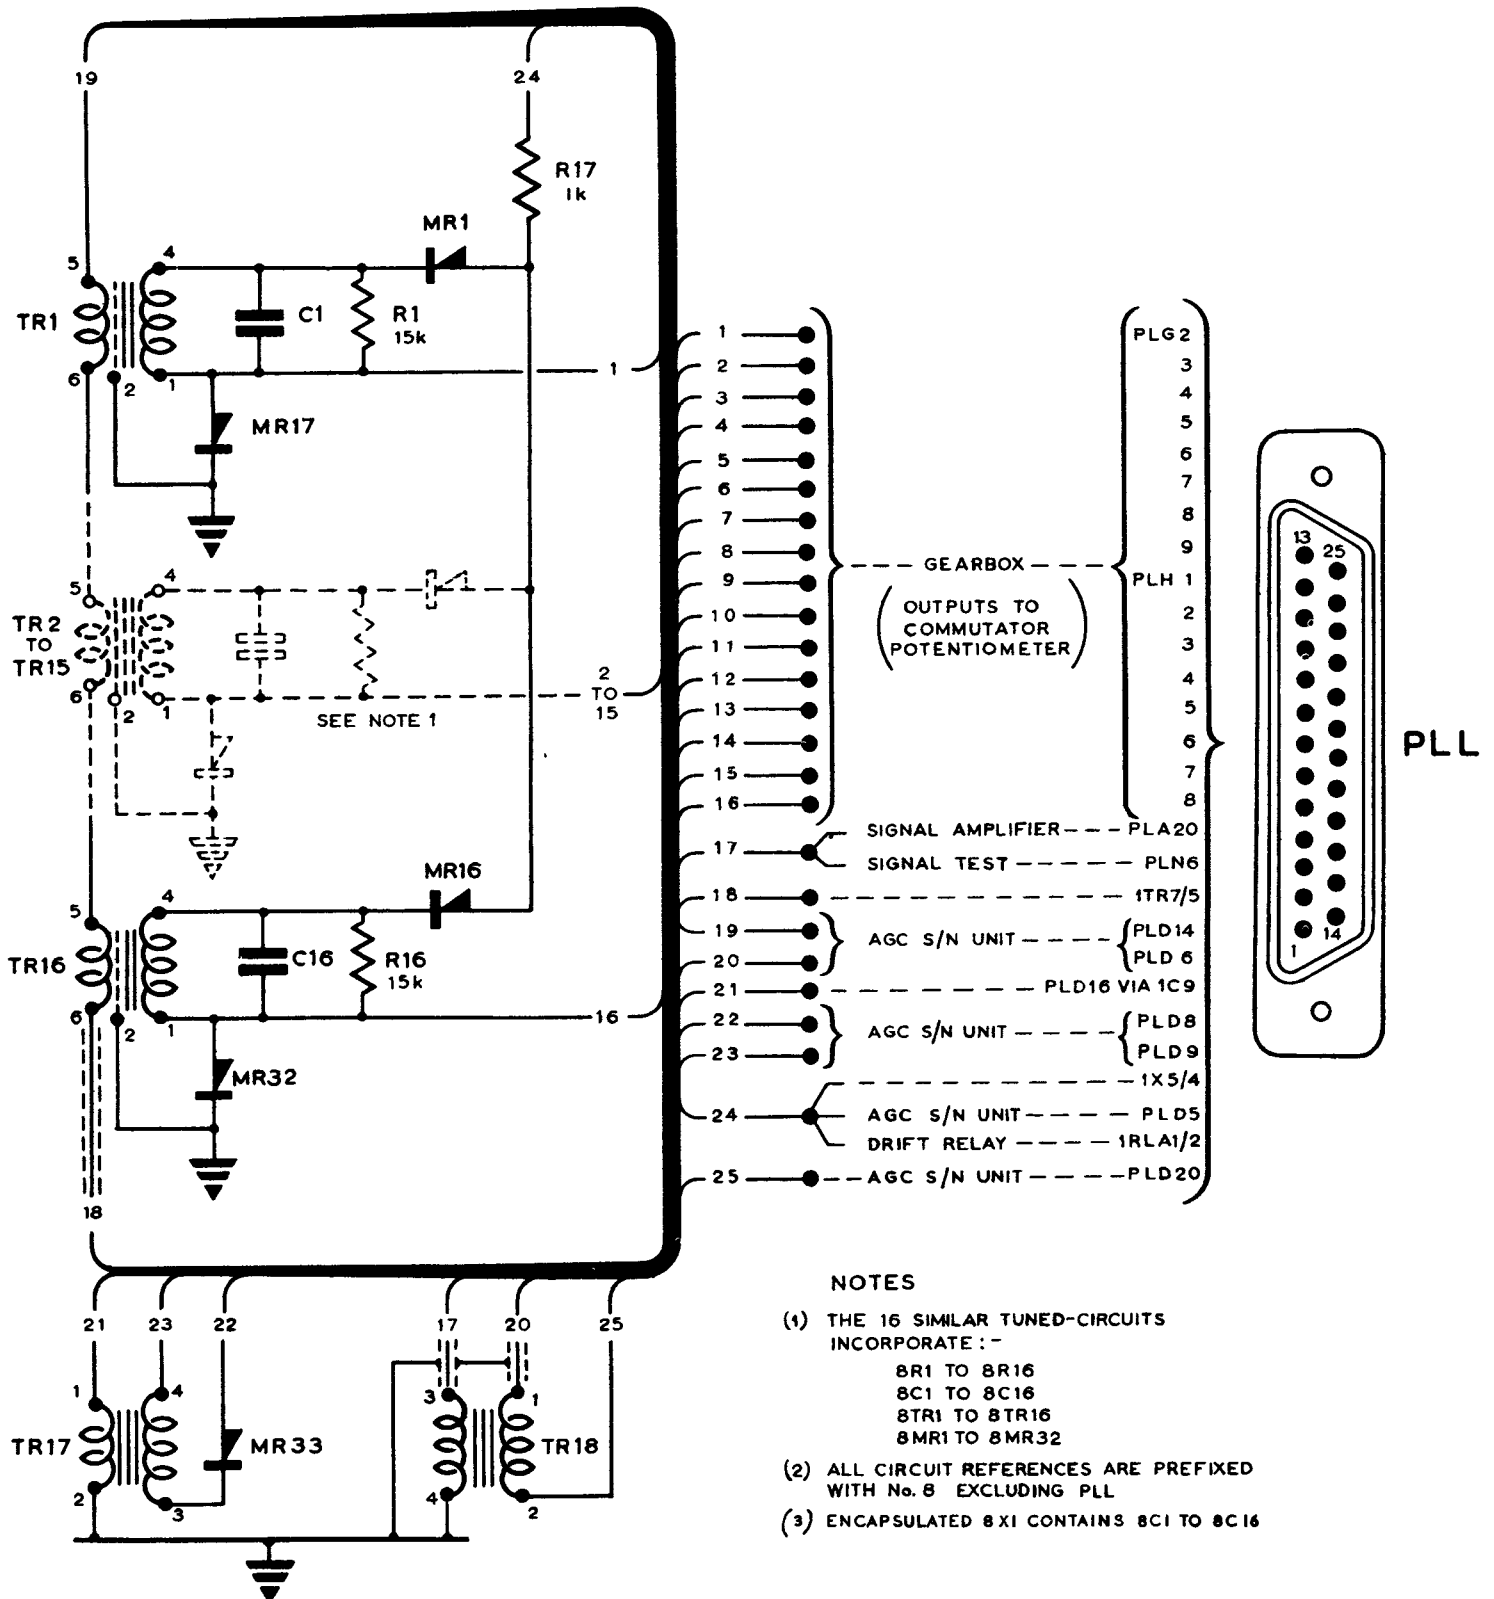 19
24
R17
1k
MR1
5
4
TR1
C1
R1
15k
6
2
1
1
MR17
5
4
TR2
TO
TR15
6
2
1
SEE NOTE 1
2
TO
15
MR16
5
4
TR16
C16
R16
15k
6
2
1
16
MR32
18
21
23
22
17
20
25
1
4
3
1
TR17
MR33
TR18
2
3
4
2
1
2
3
4
5
6
7
8
9
10
11
12
13
14
15
16
17
18
19
20
21
22
23
24
25
GEARBOX
(OUTPUTS TO
COMMUTATOR
POTENTIOMETER)
PLG 2
3
4
5
6
7
8
9
PLH 1
2
3
4
5
6
7
8
SIGNAL AMPLIFIER --- PLA20
SIGNAL TEST ----- PLN6
1TR7/5
AGC S/N UNIT --- PLD14
PLD 6
PLD16 VIA 1C9
AGC S/N UNIT --- PLD8
PLD9
1X5/4
AGC S/N UNIT ---- PLD5
DRIFT RELAY --- 1RLA1/2
AGC S/N UNIT ---- PLD20
13
25
1
14
PLL
NOTES
(1) THE 16 SIMILAR TUNED-CIRCUITS
INCORPORATE :-
8R1 TO 8R16
8C1 TO 8C16
8TR1 TO 8TR16
8MR1 TO 8MR32
(2) ALL CIRCUIT REFERENCES ARE PREFIXED
WITH No. 8 EXCLUDING PLL
(3) ENCAPSULATED 8X1 CONTAINS 8C1 TO 8C16